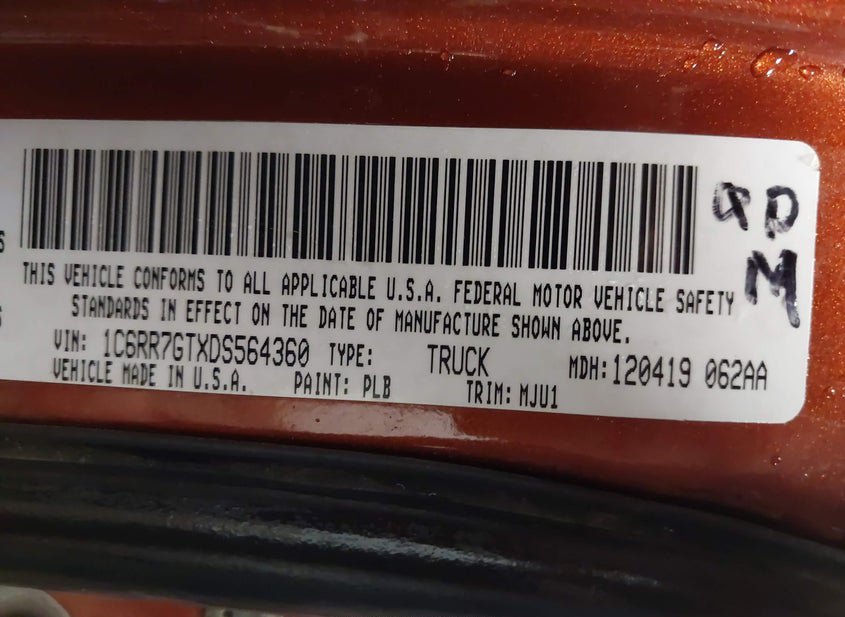 QD
M
THIS VEHICLE CONFORMS TO ALL APPLICABLE U.S.A. FEDERAL MOTOR VEHICLE SAFETY
STANDARDS IN EFFECT ON THE DATE OF MANUFACTURE SHOWN ABOVE.
VIN: 1C6RR7GTXDS564360 TYPE: TRUCK MDH: 120419 062AA
VEHICLE MADE IN U.S.A. PAINT: PLB TRIM: MJU1